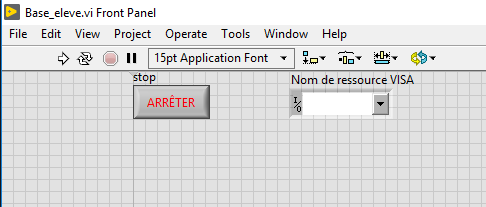 Base_eleve.vi Front Panel
File Edit View Project Operate Tools Window Help
15pt Application Font
stop
Nom de ressource VISA
ARRÊTER
I/O